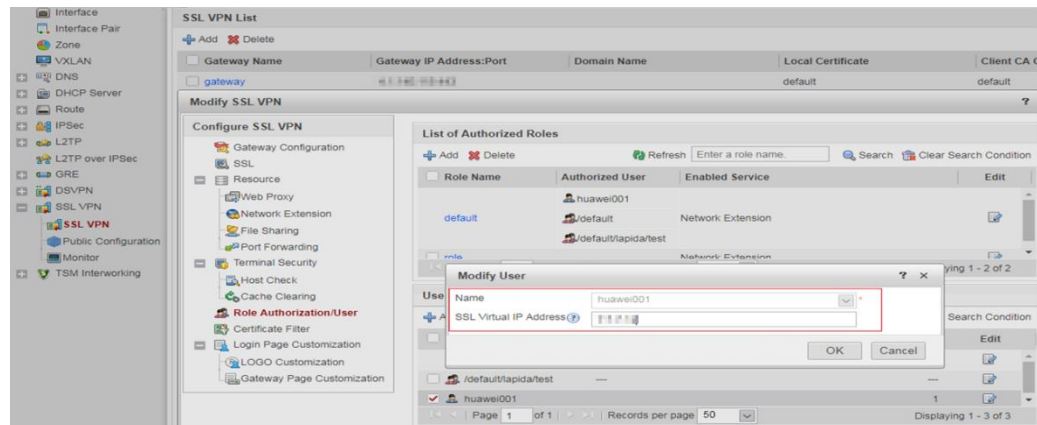 Interface
Interface Pair
Zone
VXLAN
DNS
DHCP Server
Route
IPSec
L2TP
L2TP over IPSec
GRE
DSVPN
SSL VPN
SSL VPN
Public Configuration
Monitor
TSM Interworking
SSL VPN List
Add Delete
Gateway Name Gateway IP Address:Port Domain Name Local Certificate Client CA
gateway default default
Modify SSL VPN ?
Configure SSL VPN
Gateway Configuration
SSL
Resource
Web Proxy
Network Extension
File Sharing
Port Forwarding
Terminal Security
Host Check
Cache Clearing
Role Authorization/User
Certificate Filter
Login Page Customization
LOGO Customization
Gateway Page Customization
List of Authorized Roles
Add Delete Refresh Enter a role name. Search Clear Search Condition
Role Name Authorized User Enabled Service Edit
huawei001
default /default Network Extension
/default/lapida/test
role Network Extension
ying 1 - 2 of 2
Modify User ? ×
Name huawei001 *
SSL Virtual IP Address ?
OK Cancel
Use
A Search Condition
Edit
/default/lapida/test --- ---
huawei001 1
Page 1 of 1 Records per page 50 Displaying 1 - 3 of 3